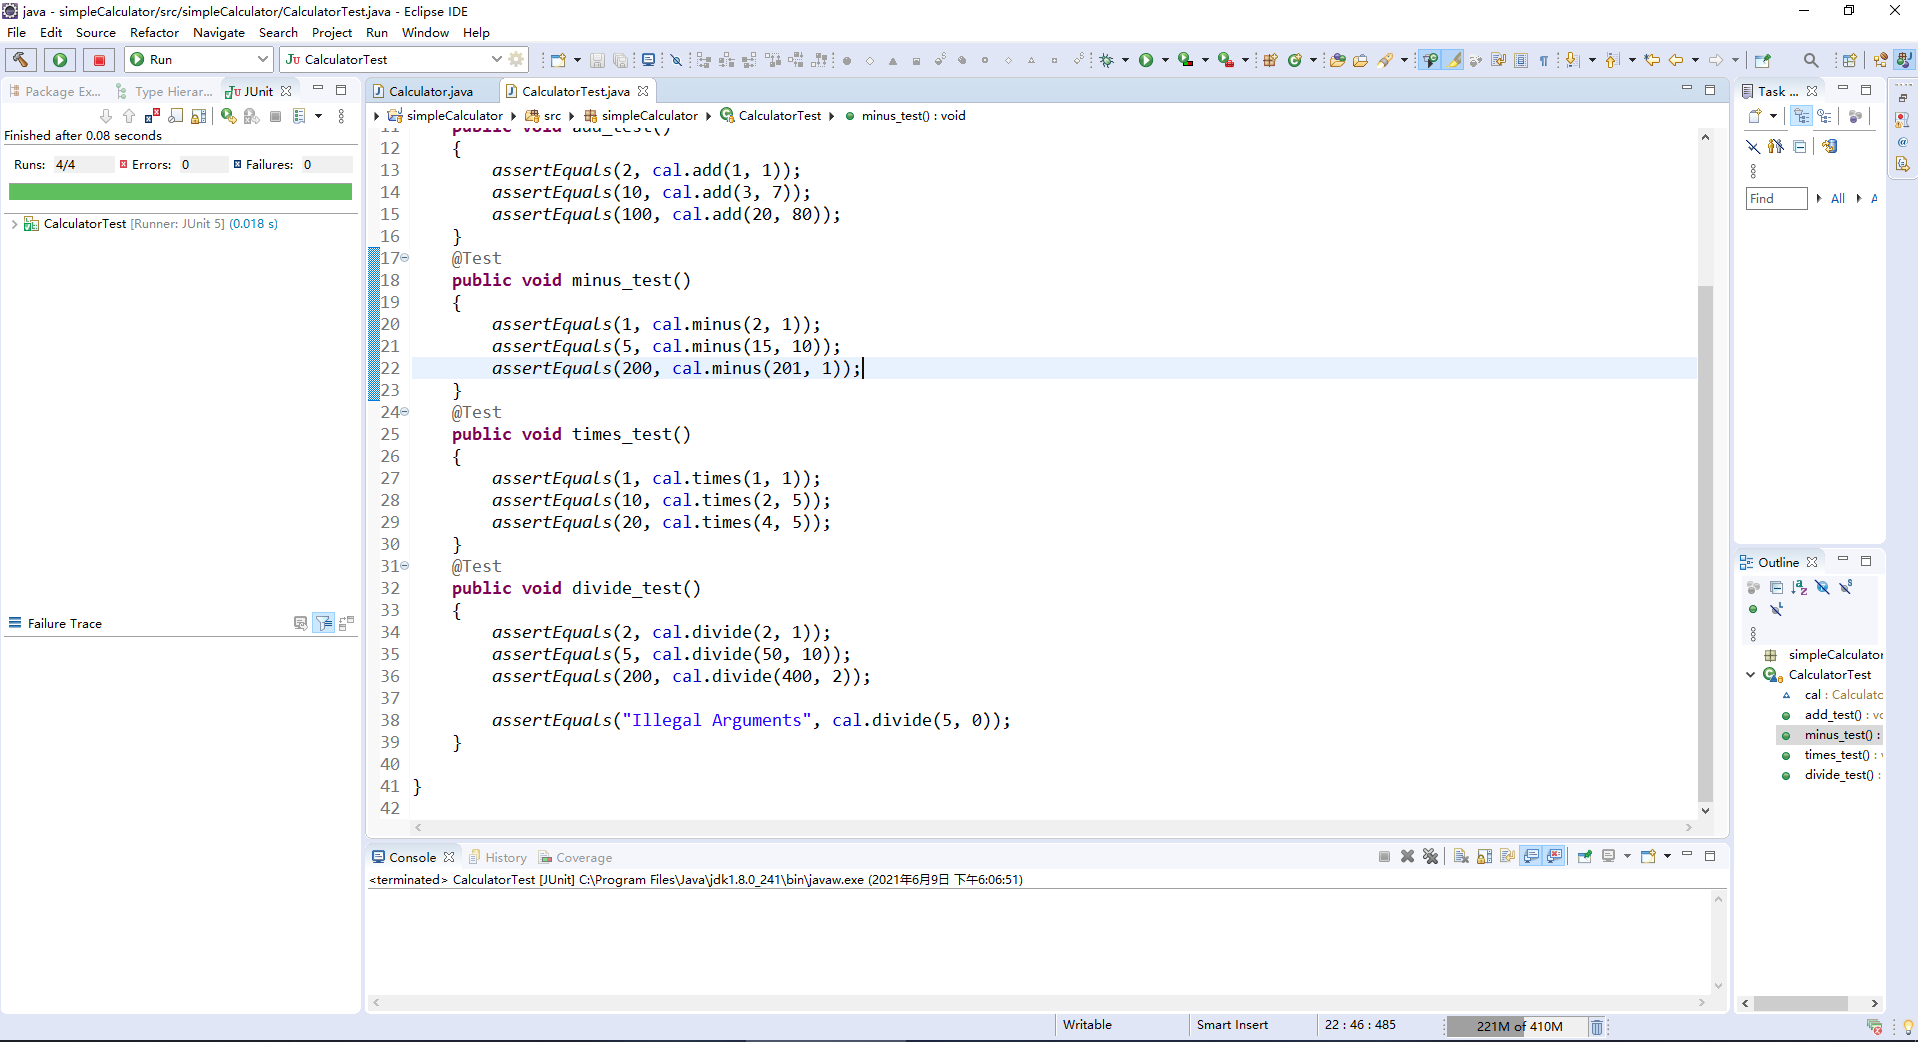 java - simpleCalculator/src/simpleCalculator/CalculatorTest.java - Eclipse IDE
File Edit Source Refactor Navigate Search Project Run Window Help
Run
JU CalculatorTest
Package Ex...
Type Hierar...
JUnit
Finished after 0.08 seconds
Runs: 4/4 Errors: 0 Failures: 0
CalculatorTest [Runner: JUnit 5] (0.018 s)
Failure Trace
Calculator.java
CalculatorTest.java
simpleCalculator src simpleCalculator CalculatorTest minus_test() : void
11 public void add_test()
12 {
13 assertEquals(2, cal.add(1, 1));
14 assertEquals(10, cal.add(3, 7));
15 assertEquals(100, cal.add(20, 80));
16 }
17 @Test
18 public void minus_test()
19 {
20 assertEquals(1, cal.minus(2, 1));
21 assertEquals(5, cal.minus(15, 10));
22 assertEquals(200, cal.minus(201, 1));
23 }
24 @Test
25 public void times_test()
26 {
27 assertEquals(1, cal.times(1, 1));
28 assertEquals(10, cal.times(2, 5));
29 assertEquals(20, cal.times(4, 5));
30 }
31 @Test
32 public void divide_test()
33 {
34 assertEquals(2, cal.divide(2, 1));
35 assertEquals(5, cal.divide(50, 10));
36 assertEquals(200, cal.divide(400, 2));
37
38 assertEquals("Illegal Arguments", cal.divide(5, 0));
39 }
40
41 }
42
Console History Coverage
<terminated> CalculatorTest [JUnit] C:\Program Files\Java\jdk1.8.0_241\bin\javaw.exe (2021年6月9日 下午6:06:51)
Task ...
Find All A
Outline
simpleCalculator
CalculatorTest
cal : Calculato
add_test() : vo
minus_test() :
times_test() : v
divide_test() :
Writable Smart Insert 22 : 46 : 485 221M of 410M